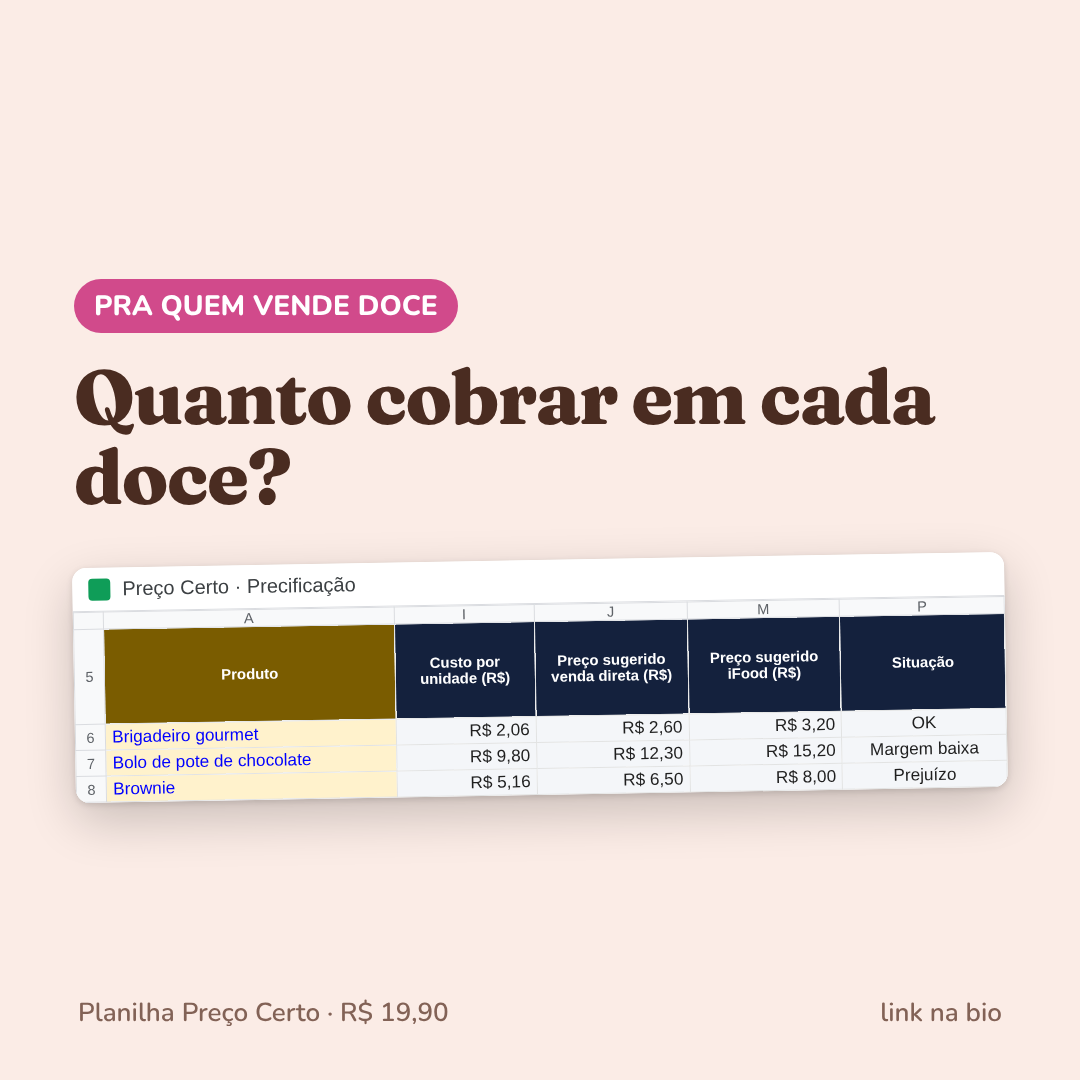 PRA QUEM VENDE DOCE
Quanto cobrar em cada
doce?
Preço Certo · Precificação
A I J M P
5 Produto Custo por unidade (R$) Preço sugerido venda direta (R$) Preço sugerido iFood (R$) Situação
6 Brigadeiro gourmet R$ 2,06 R$ 2,60 R$ 3,20 OK
7 Bolo de pote de chocolate R$ 9,80 R$ 12,30 R$ 15,20 Margem baixa
8 Brownie R$ 5,16 R$ 6,50 R$ 8,00 Prejuízo
Planilha Preço Certo · R$ 19,90
link na bio